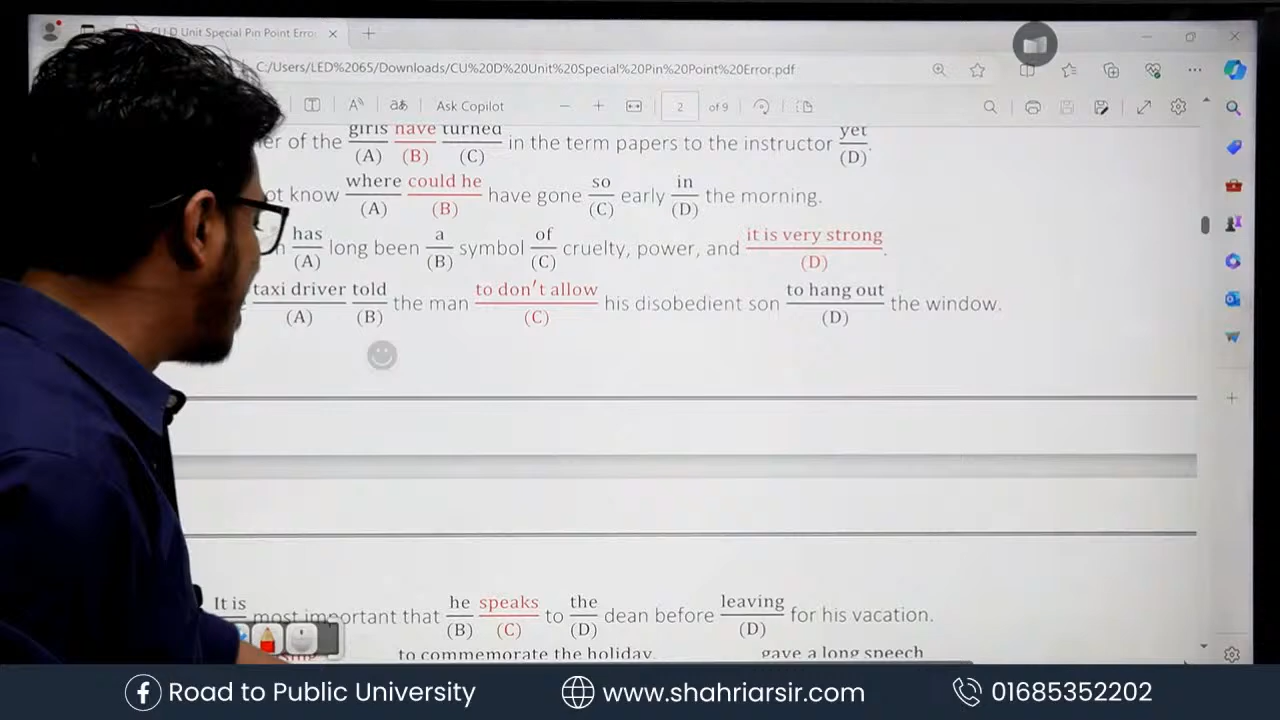 CU D Unit Special Pin Point Erro
C:/Users/LED%2065/Downloads/CU%20D%20Unit%20Special%20Pin%20Point%20Error.pdf
Ask Copilot
2 of 9
of the girls have turned in the term papers to the instructor yet.
(A) (B) (C) (D)
know where could he have gone so early in the morning.
(A) (B) (C) (D)
has long been a symbol of cruelty, power, and it is very strong.
(A) (B) (C) (D)
taxi driver told the man to don't allow his disobedient son to hang out the window.
(A) (B) (C) (D)
It is most important that he speaks to the dean before leaving for his vacation.
(B) (C) (D) (D)
to commemorate the holiday, gave a long speech
Road to Public University www.shahriarsir.com 01685352202